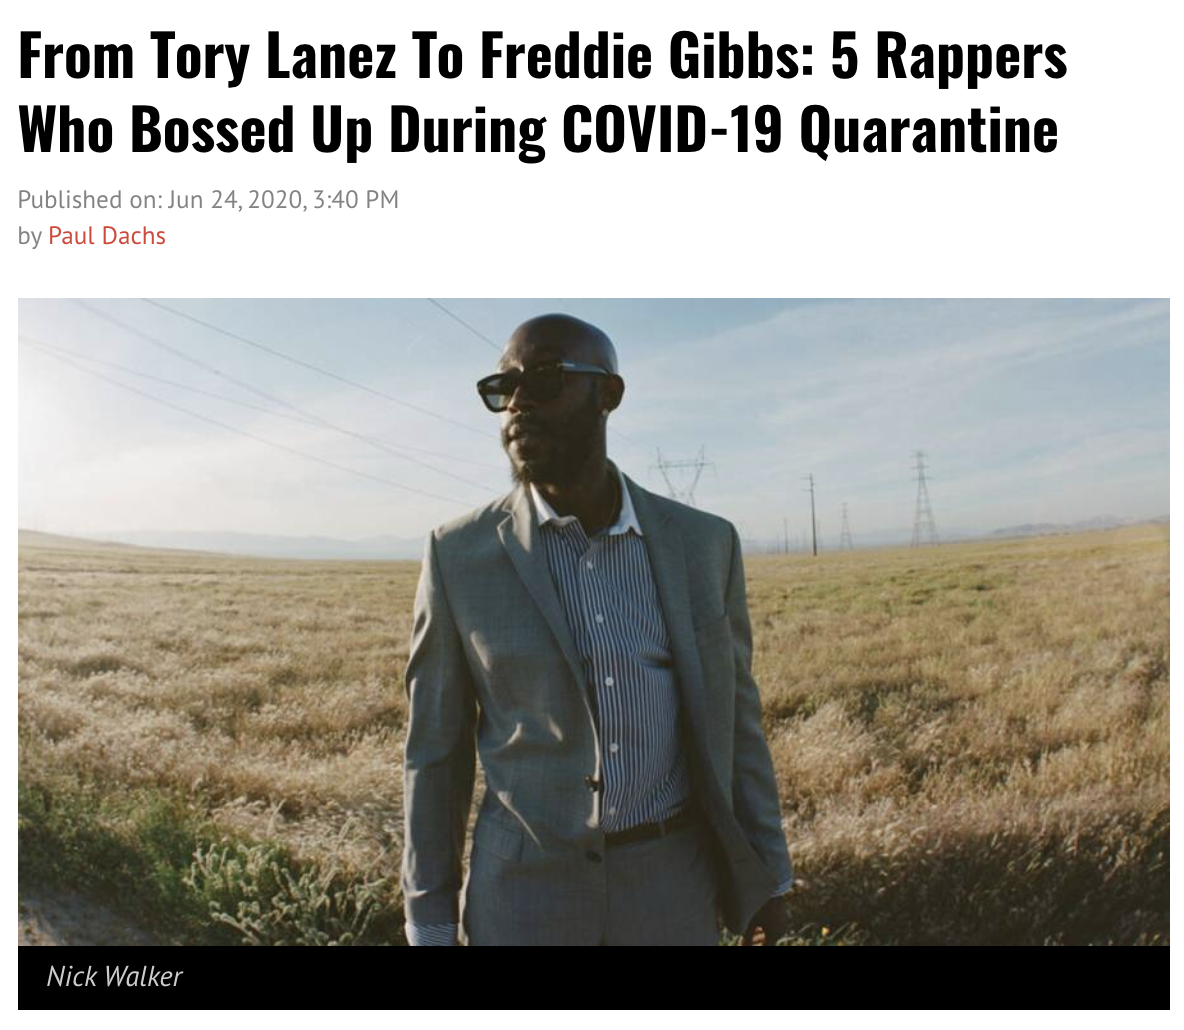 From Tory Lanez To Freddie Gibbs: 5 Rappers
Who Bossed Up During COVID-19 Quarantine
Published on: Jun 24, 2020, 3:40 PM
by Paul Dachs
Nick Walker